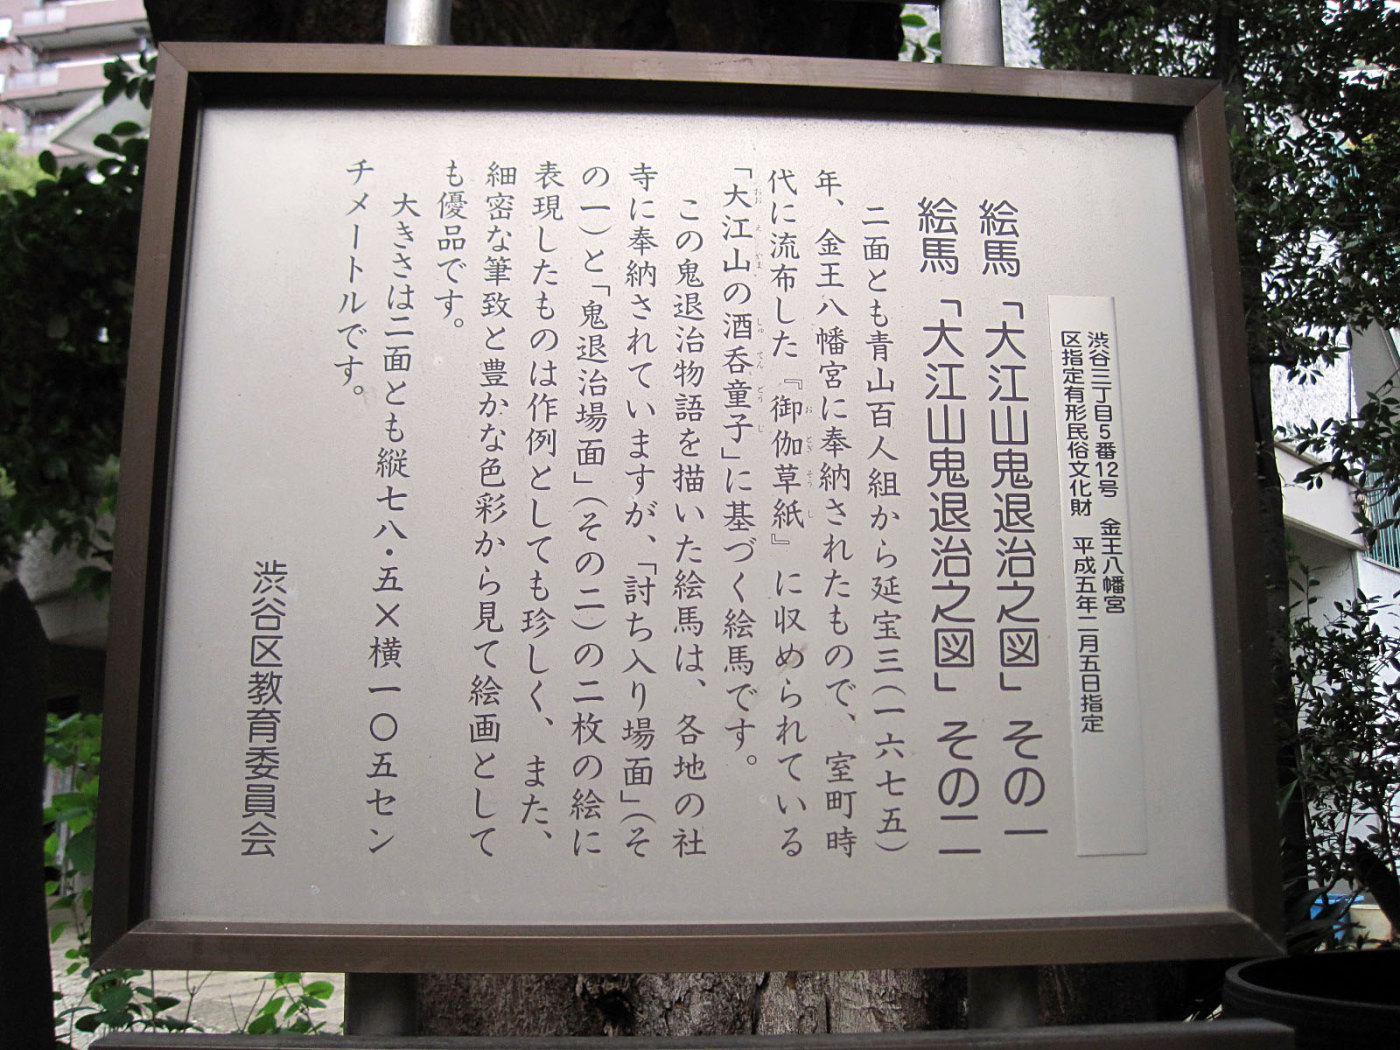 渋谷三丁目5番12号　金王八幡宮
区指定有形民俗文化財　平成五年二月五日指定
絵馬「大江山鬼退治之図」その一
絵馬「大江山鬼退治之図」その二
二面とも青山百人組から延宝三（一六七五）
年、金王八幡宮に奉納されたもので、室町時
代に流布した『御伽草紙』に収められている
「大江山の酒呑童子」に基づく絵馬です。
この鬼退治物語を描いた絵馬は、各地の社
寺に奉納されていますが、「討ち入り場面」（そ
の一）と「鬼退治場面」（その二）の二枚の絵に
表現したものは作例としても珍しく、また、
細密な筆致と豊かな色彩から見て絵画として
も優品です。
大きさは二面とも縦七八・五×横一〇五セン
チメートルです。
渋谷区教育委員会